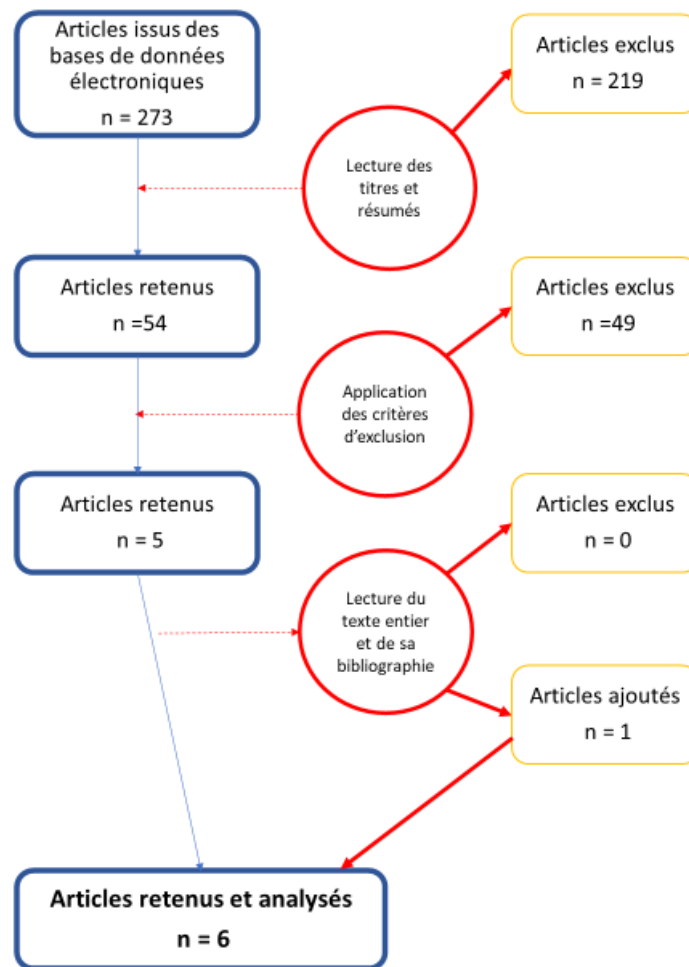 Articles issus des
bases de données
électroniques
n = 273
Articles exclus
n = 219
Lecture des
titres et
résumés
Articles retenus
n =54
Articles exclus
n =49
Application
des critères
d'exclusion
Articles retenus
n = 5
Articles exclus
n = 0
Lecture du
texte entier
et de sa
bibliographie
Articles ajoutés
n = 1
Articles retenus et analysés
n = 6